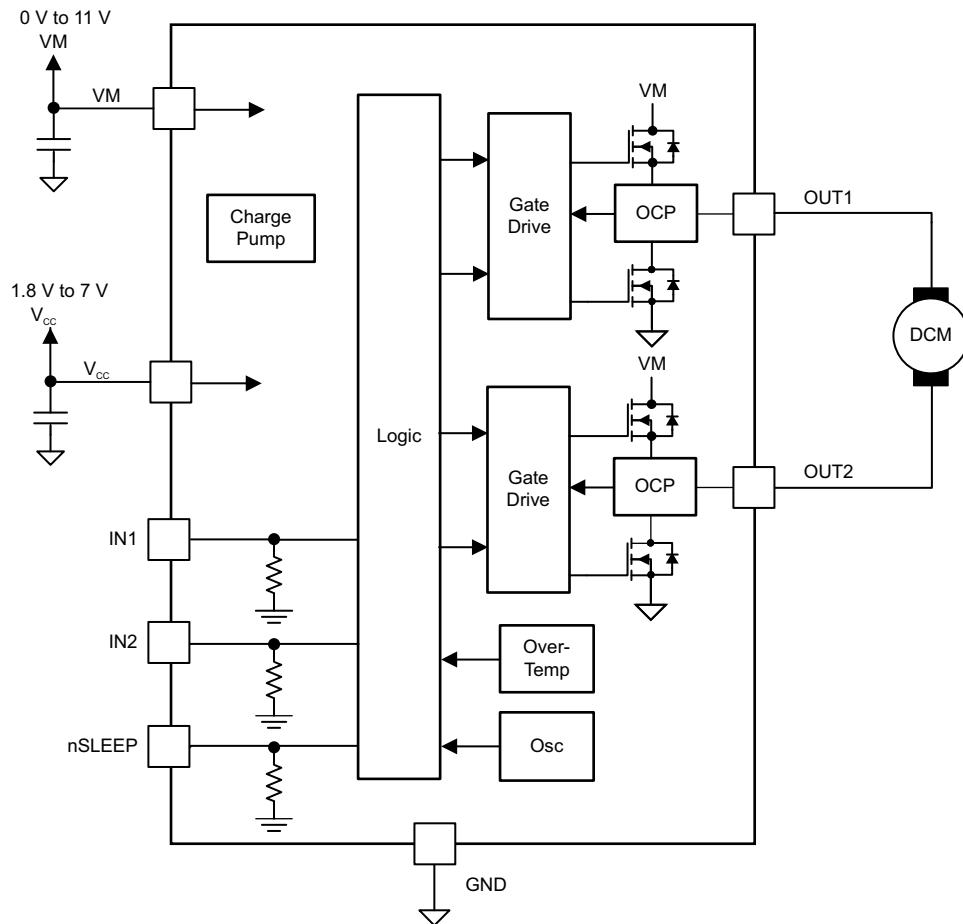 0 V to 11 V
VM
VM
VM
Charge
Pump
Gate
Drive
OCP
OUT1
1.8 V to 7 V
VCC
VCC
DCM
VM
Logic
Gate
Drive
OCP
OUT2
IN1
IN2
Over-
Temp
nSLEEP
Osc
GND